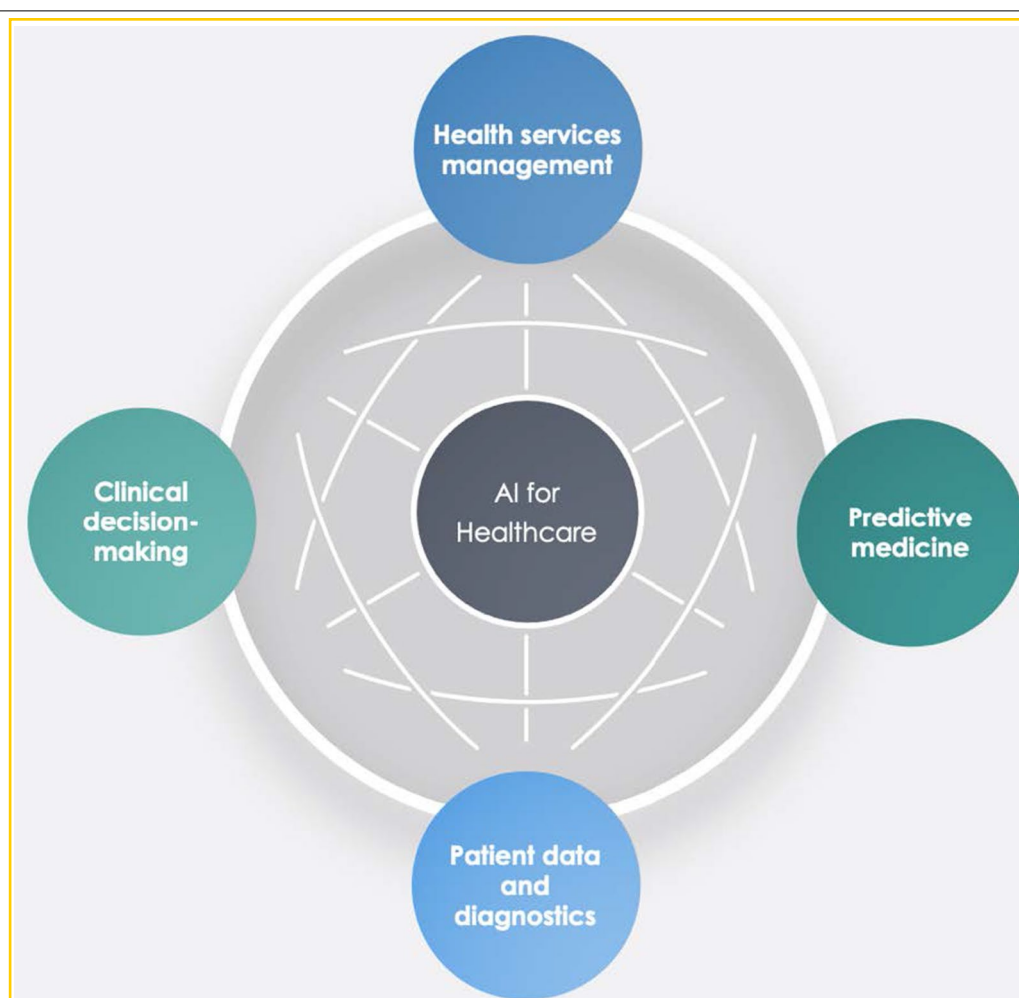 Health services
management
Clinical
decision-
making
AI for
Healthcare
Predictive
medicine
Patient data
and
diagnostics